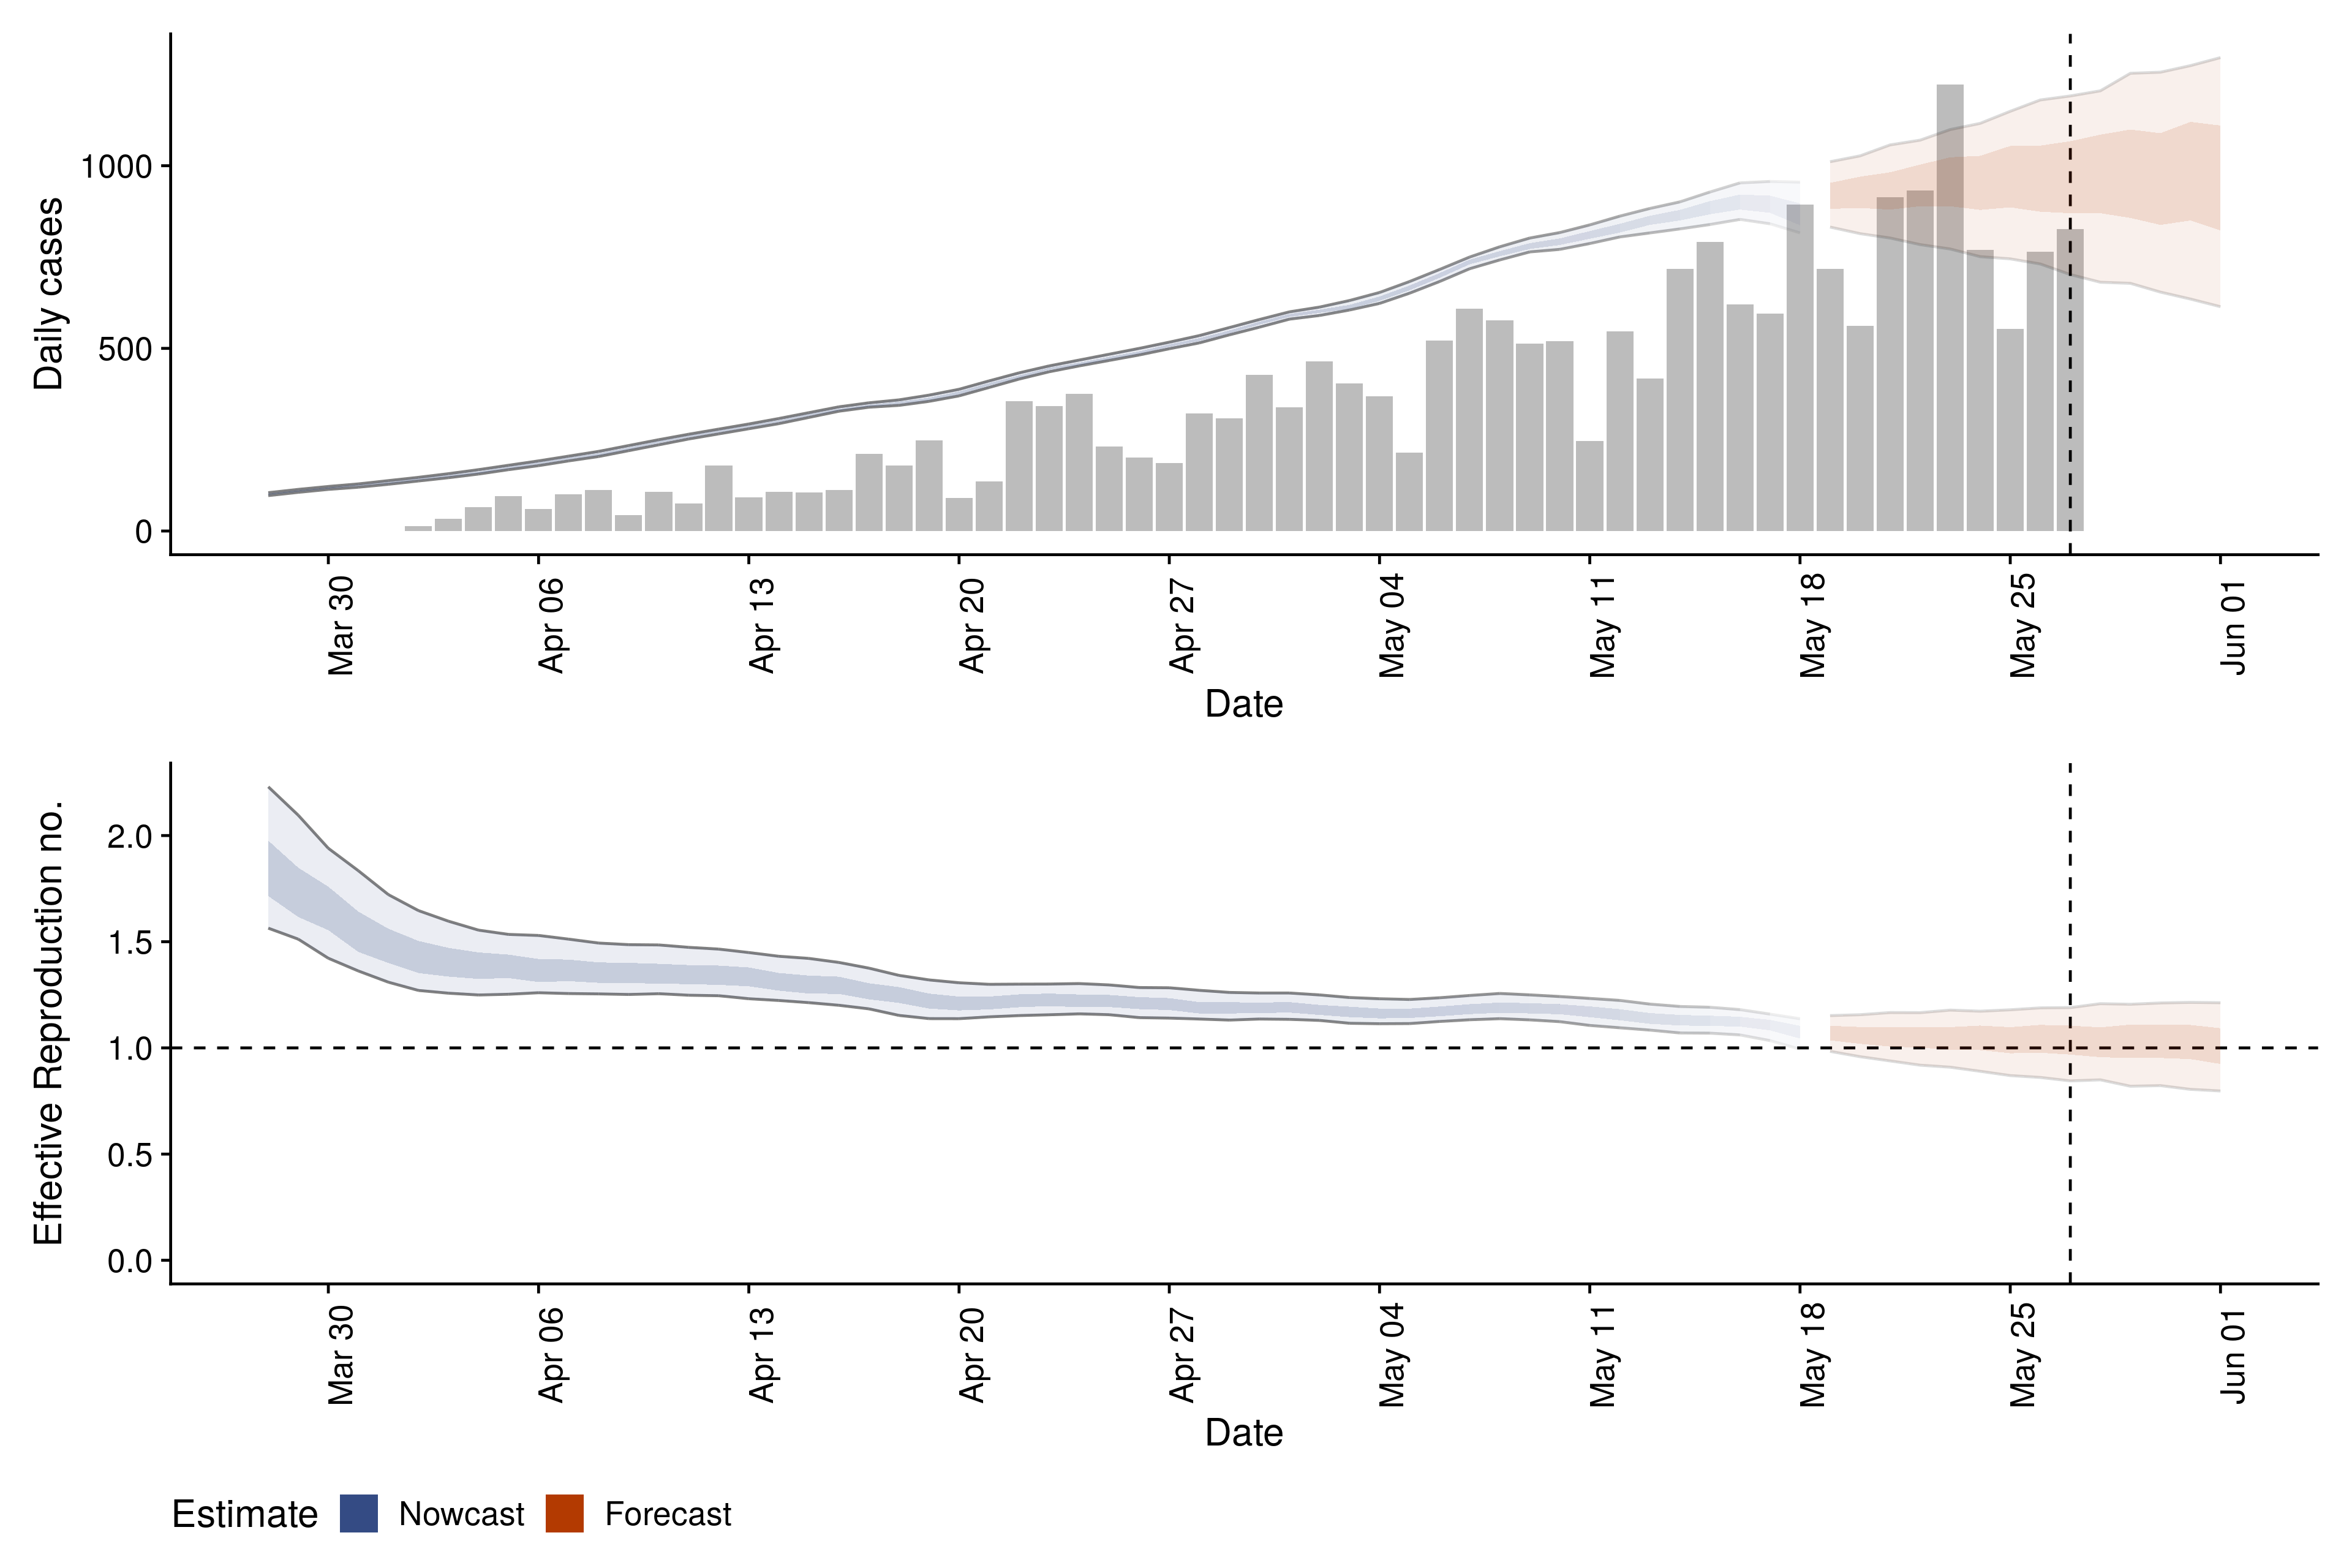 Daily cases
1000
500
0
Mar 30
Apr 06
Apr 13
Apr 20
Apr 27
May 04
May 11
May 18
May 25
Jun 01
Date
Effective Reproduction no.
2.0
1.5
1.0
0.5
0.0
Mar 30
Apr 06
Apr 13
Apr 20
Apr 27
May 04
May 11
May 18
May 25
Jun 01
Date
Estimate Nowcast Forecast